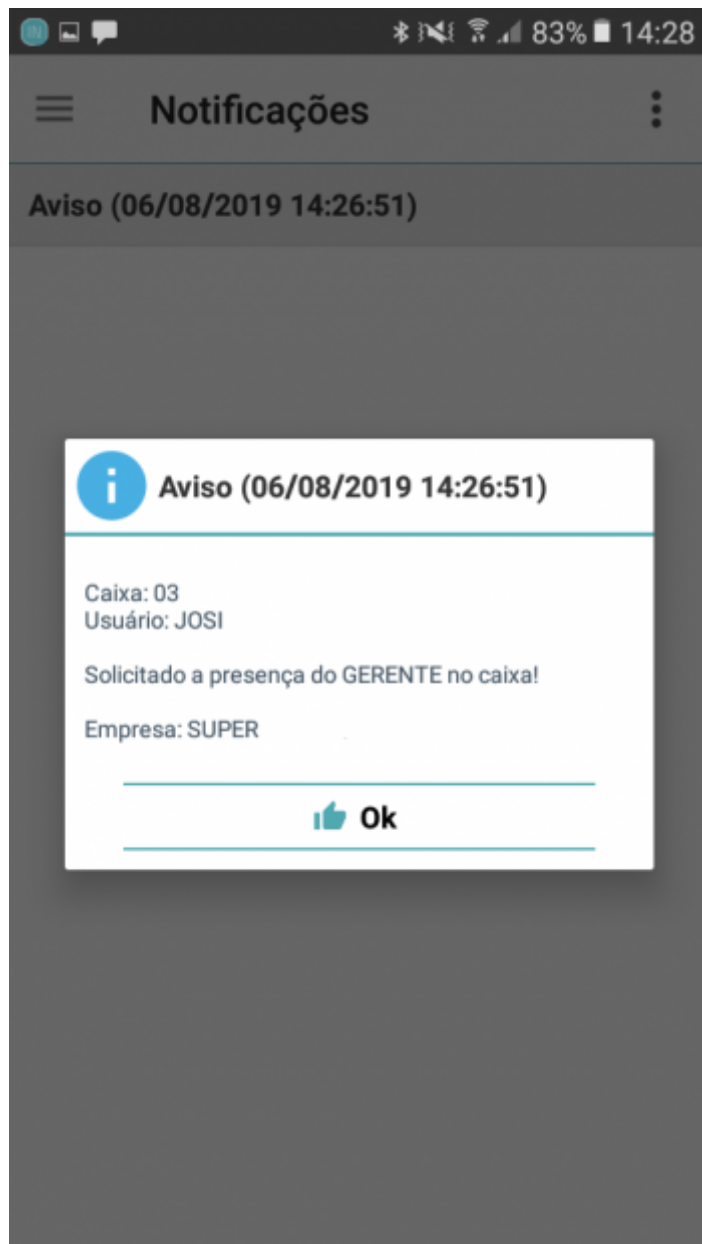 IN
83% 14:28
Notificações
Aviso (06/08/2019 14:26:51)
Aviso (06/08/2019 14:26:51)
Caixa: 03
Usuário: JOSI
Solicitado a presença do GERENTE no caixa!
Empresa: SUPER
Ok